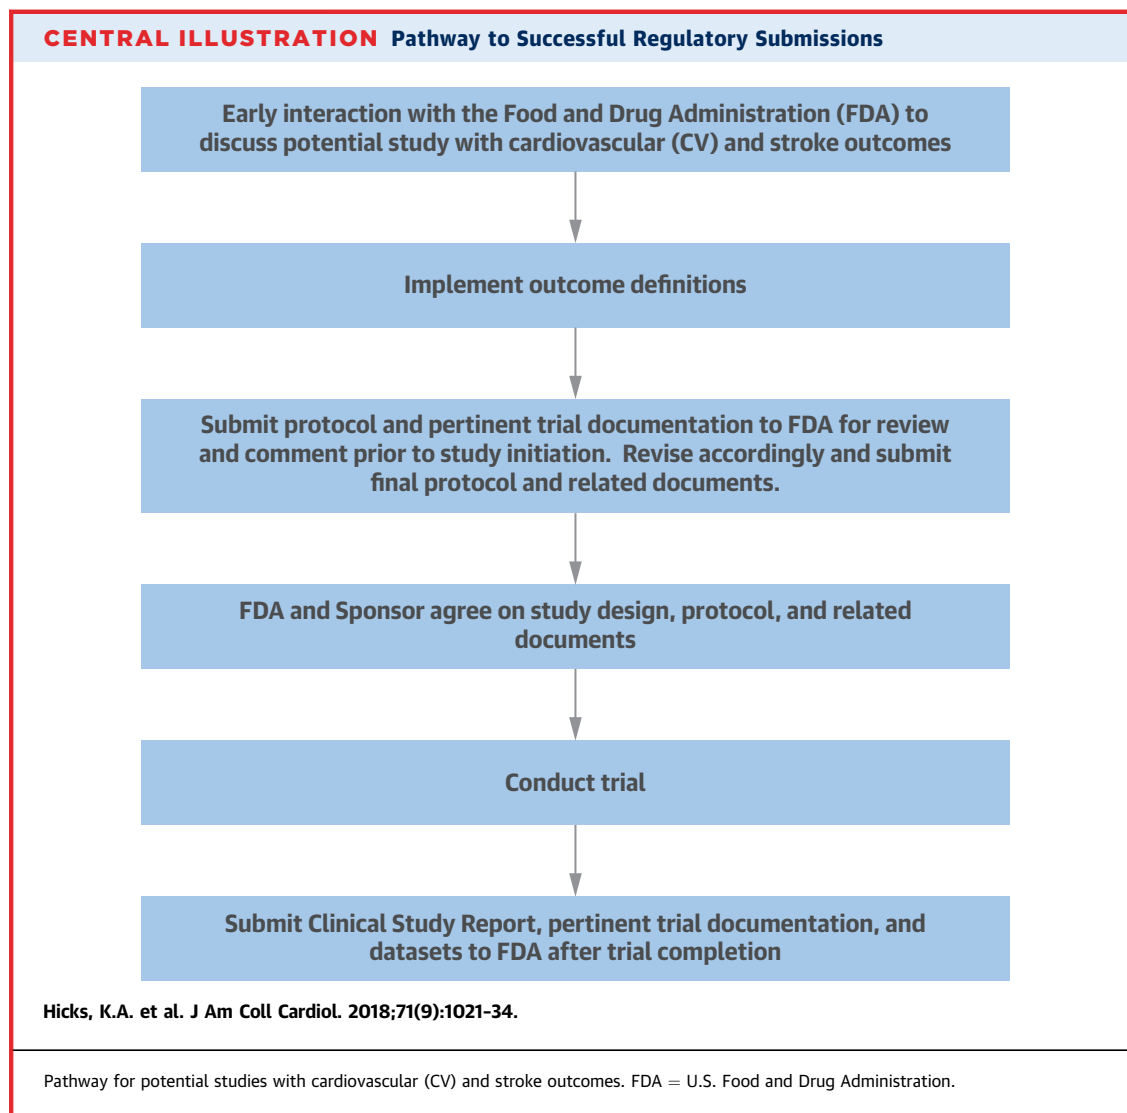 CENTRAL ILLUSTRATION Pathway to Successful Regulatory Submissions
Early interaction with the Food and Drug Administration (FDA) to
discuss potential study with cardiovascular (CV) and stroke outcomes
Implement outcome definitions
Submit protocol and pertinent trial documentation to FDA for review
and comment prior to study initiation. Revise accordingly and submit
final protocol and related documents.
FDA and Sponsor agree on study design, protocol, and related
documents
Conduct trial
Submit Clinical Study Report, pertinent trial documentation, and
datasets to FDA after trial completion
Hicks, K.A. et al. J Am Coll Cardiol. 2018;71(9):1021–34.
Pathway for potential studies with cardiovascular (CV) and stroke outcomes. FDA = U.S. Food and Drug Administration.